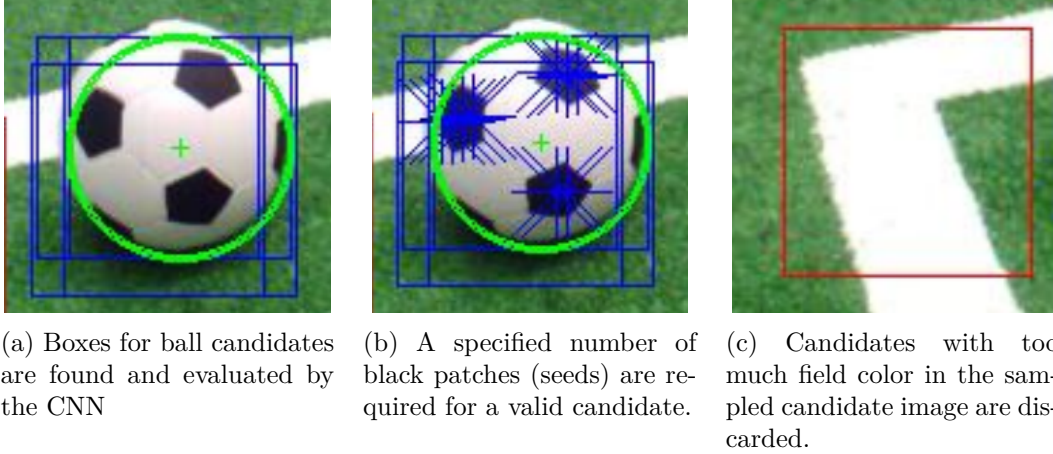 (a) Boxes for ball candidates
are found and evaluated by
the CNN
(b) A specified number of
black patches (seeds) are re-
quired for a valid candidate.
(c) Candidates with too
much field color in the sam-
pled candidate image are dis-
carded.